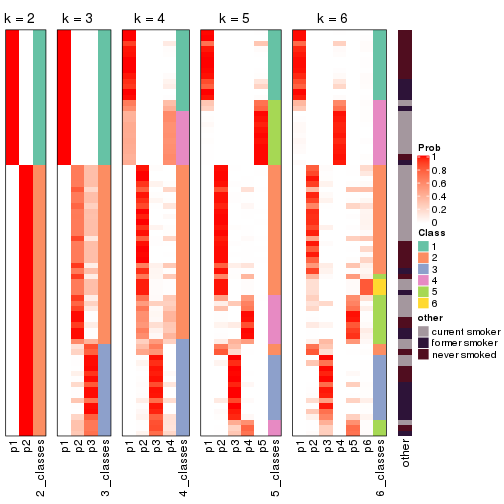 k = 2 k = 3 k = 4 k = 5 k = 6
Prob
1
0.8
0.6
0.4
0.2
0
Class
1
2
3
4
5
6
other
current smoker
former smoker
never smoked
p1 p2 2_classes p1 p2 p3 3_classes p1 p2 p3 p4 4_classes p1 p2 p3 p4 p5 5_classes p1 p2 p3 p4 p5 p6 6_classes other